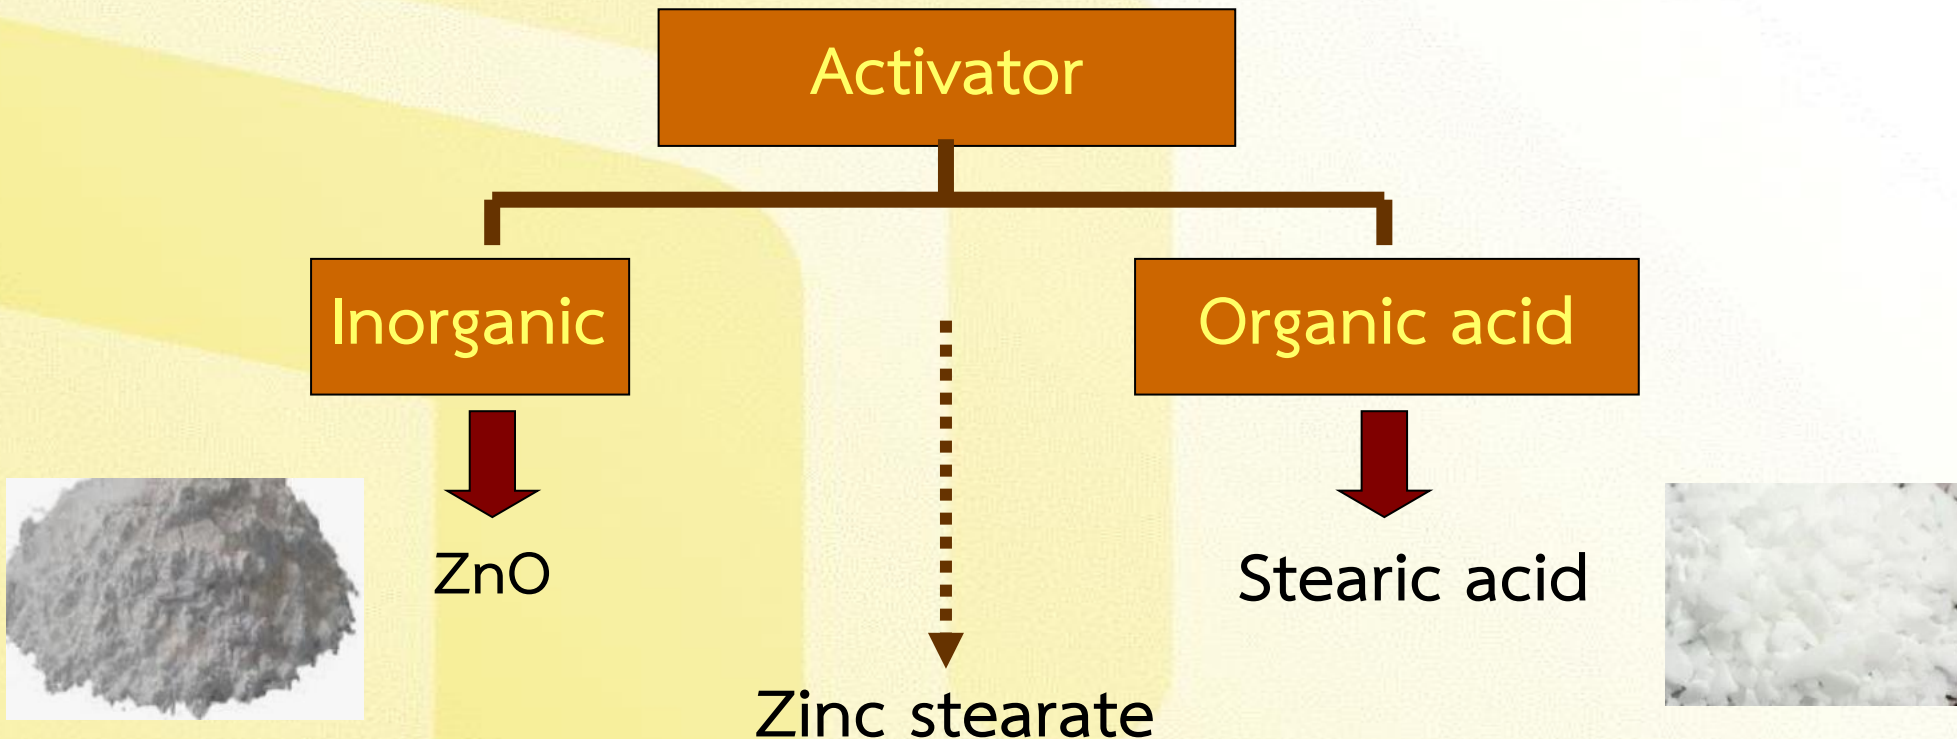 Activator
Inorganic
Organic acid
ZnO
Stearic acid
Zinc stearate